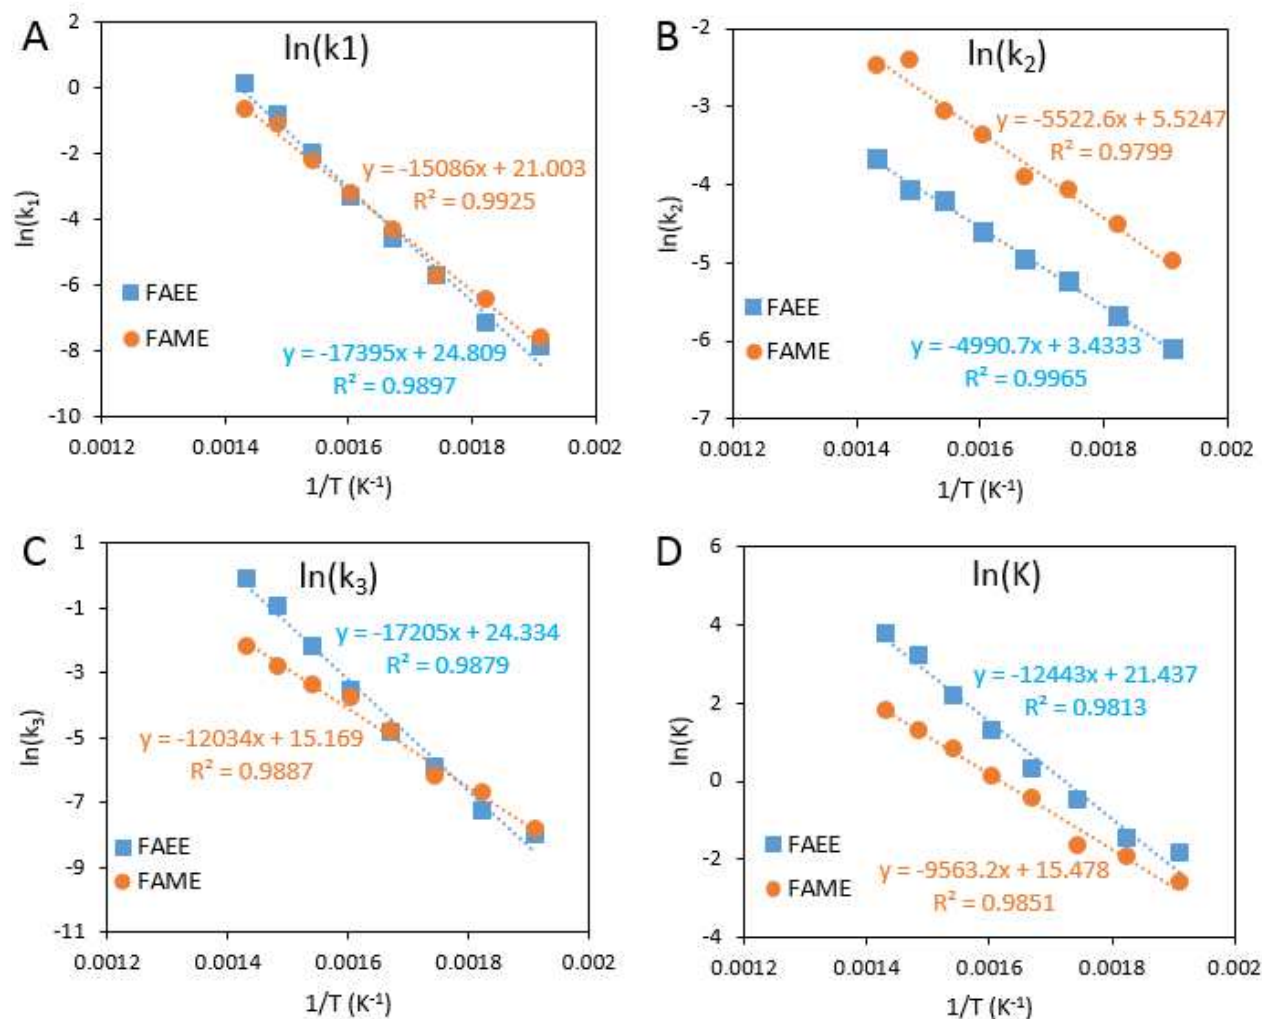 A
ln(k1)
2
0
-2
-4
-6
-8
-10
ln(k₁)
y = -15086x + 21.003
R² = 0.9925
FAEE
FAME
y = -17395x + 24.809
R² = 0.9897
0.0012 0.0014 0.0016 0.0018 0.002
1/T (K⁻¹)
B
ln(k₂)
-2
-3
-4
-5
-6
-7
ln(k₂)
y = -5522.6x + 5.5247
R² = 0.9799
FAEE
FAME
y = -4990.7x + 3.4333
R² = 0.9965
0.0012 0.0014 0.0016 0.0018 0.002
1/T (K⁻¹)
C
ln(k₃)
1
-1
-3
-5
-7
-9
-11
ln(k₃)
y = -17205x + 24.334
R² = 0.9879
y = -12034x + 15.169
R² = 0.9887
FAEE
FAME
0.0012 0.0014 0.0016 0.0018 0.002
1/T (K⁻¹)
D
ln(K)
6
4
2
0
-2
-4
ln(K)
y = -12443x + 21.437
R² = 0.9813
FAEE
FAME
y = -9563.2x + 15.478
R² = 0.9851
0.0012 0.0014 0.0016 0.0018 0.002
1/T (K⁻¹)